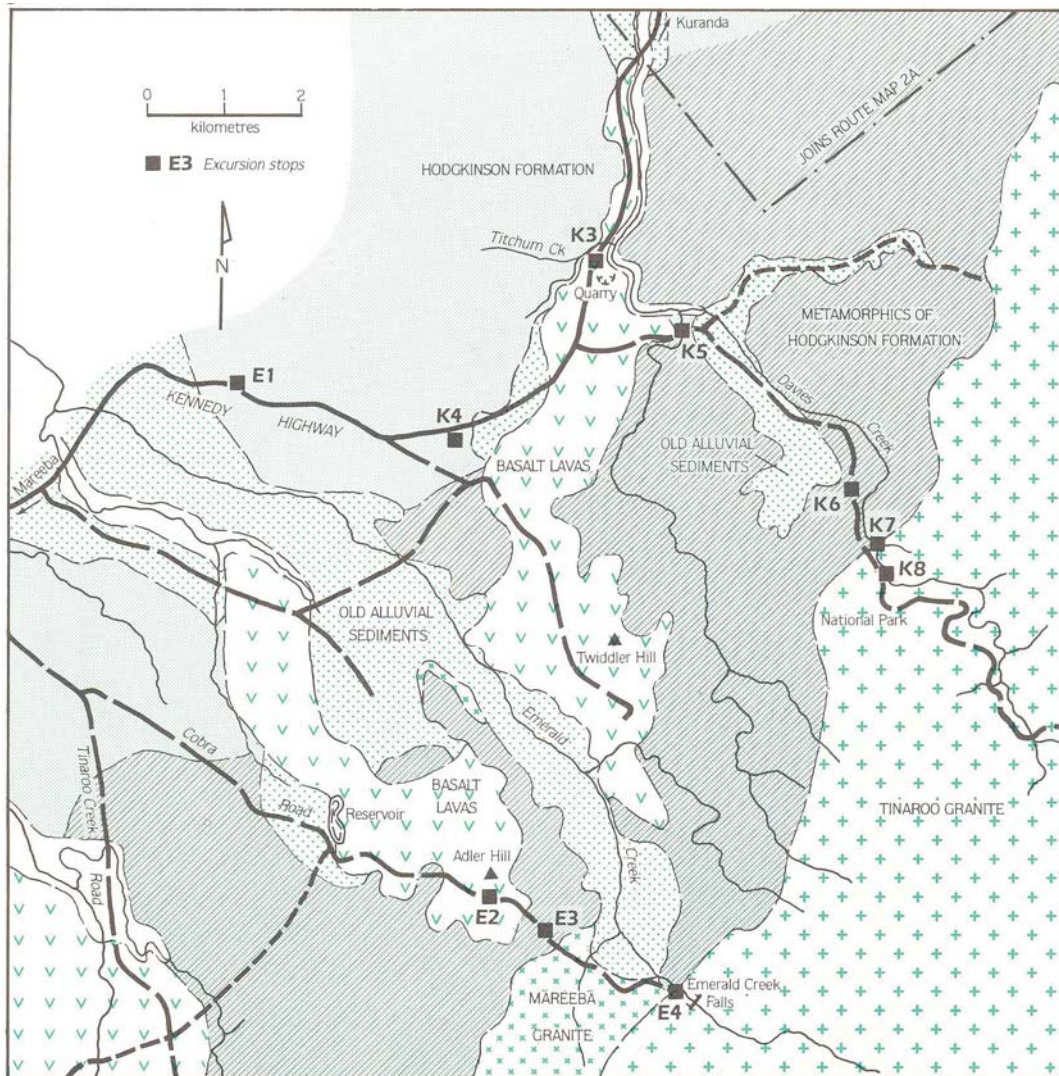 Kuranda
0 1 2
kilometres
E3 Excursion stops
JOINS ROUTE MAP 2A
HODGKINSON FORMATION
N
Titchum Ck
K3
Quarry
METAMORPHICS OF
HODGKINSON FORMATION
K5
E1
KENNEDY
HIGHWAY
K4
Davies
Creek
Mareeba
BASALT LAVAS
OLD ALLUVIAL
SEDIMENTS
K6
K7
K8
National Park
OLD ALLUVIAL
SEDIMENTS
Twiddler Hill
Emerald
Creek
Cobra
Road
Tinaroo Creek
Road
Reservoir
BASALT
LAVAS
TINAROO GRANITE
Adler Hill
E2
E3
MAREEBA
GRANITE
E4
Emerald Creek
Falls